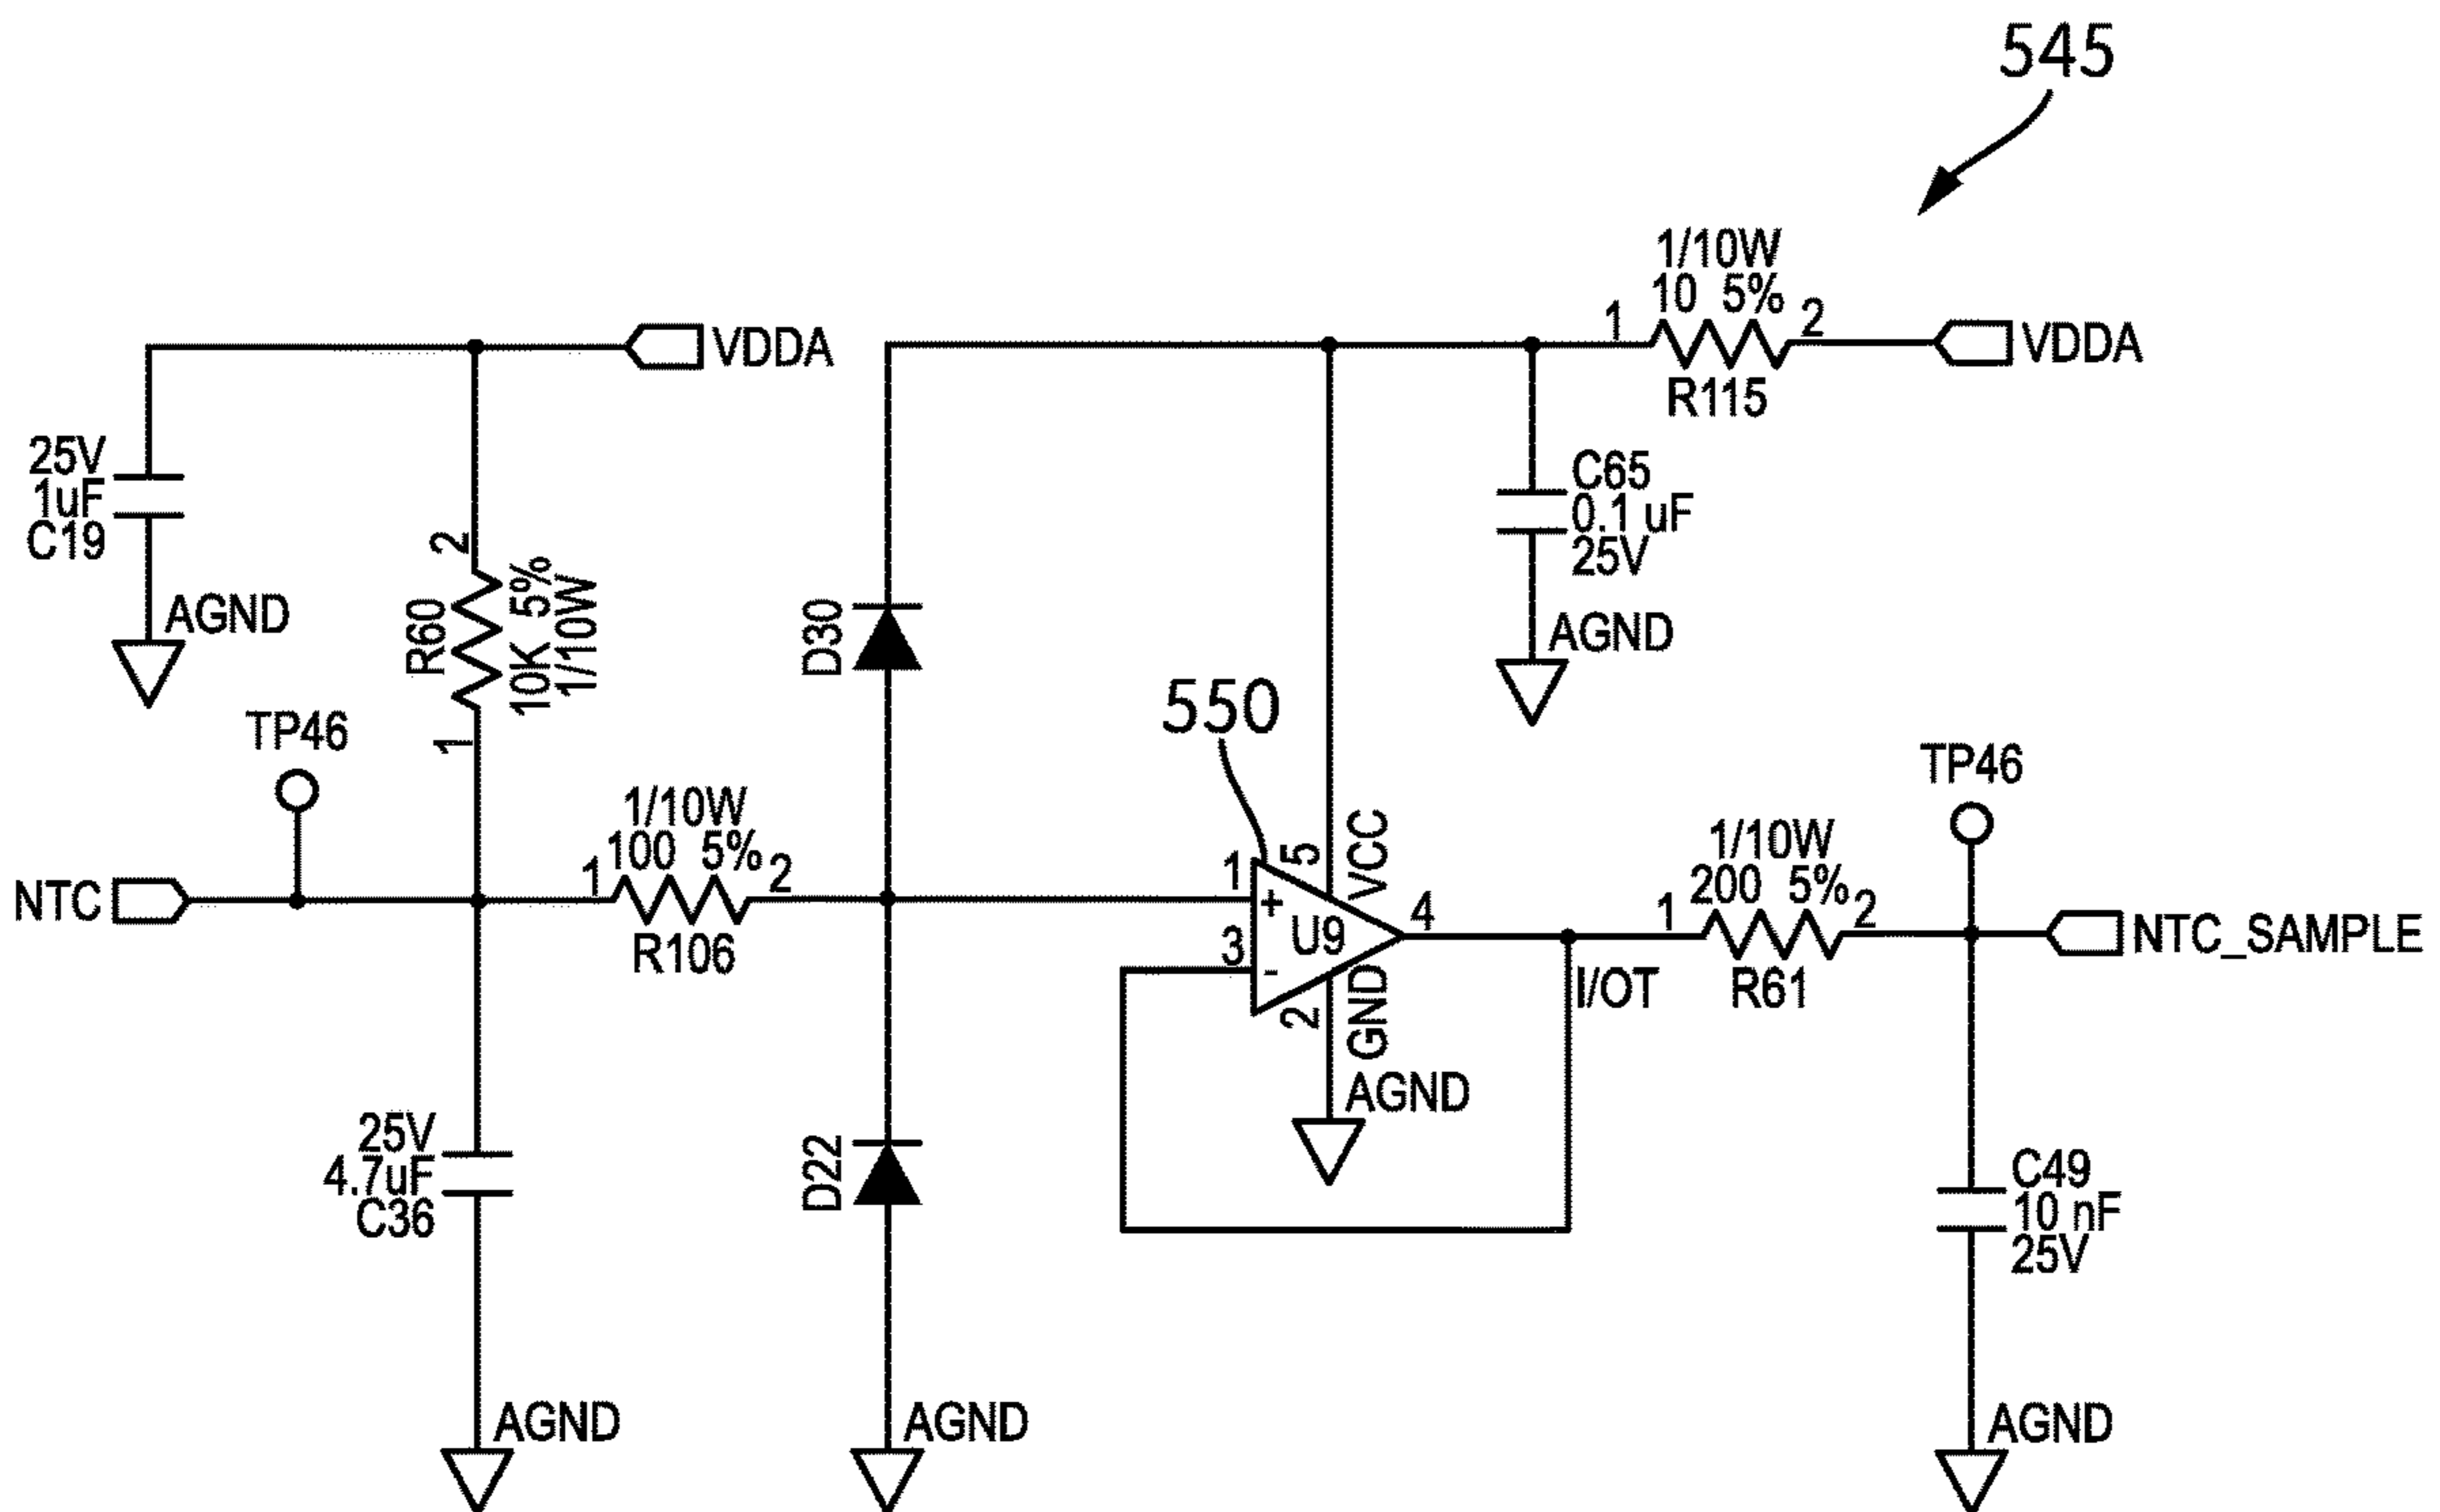 545
1/10W
10 5%
1
2
VDDA
VDDA
R115
25V
1uF
C19
C65
0.1 uF
25V
2
R60
10K 5%
1/10W
1
AGND
D30
AGND
550
TP46
TP46
1/10W
100 5%
1
2
NTC
R106
1
5
VCC
+
U9
4
3
-
2
GND
1/10W
200 5%
1
2
NTC_SAMPLE
I/OT
R61
AGND
25V
4.7uF
C36
D22
C49
10 nF
25V
AGND
AGND
AGND